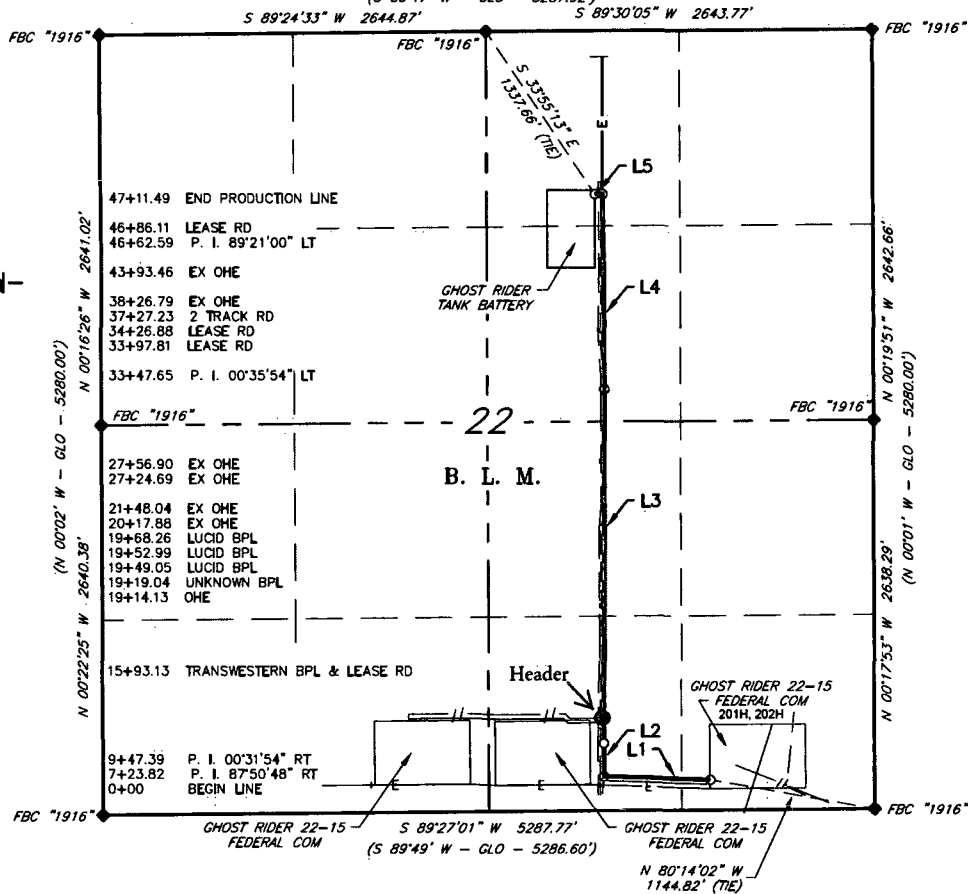 S 89°24'33" W 2644.87'
S 89°30'05" W 2643.77'
FBC "1916"
FBC "1916"
FBC "1916"
S 33°55'13" E
1337.66' (TIE)
E
L5
47+11.49 END PRODUCTION LINE
46+86.11 LEASE RD
46+62.59 P. I. 89°21'00" LT
43+93.46 EX OHE
38+26.79 EX OHE
37+27.23 2 TRACK RD
34+26.88 LEASE RD
33+97.81 LEASE RD
33+47.65 P. I. 00°35'54" LT
GHOST RIDER
TANK BATTERY
L4
N 00°16'26" W 2641.02'
(N 00°02' W - GLO - 5280.00')
N 00°19'51" W 2642.66'
(N 00°01' W - GLO - 5280.00')
FBC "1916"
22
FBC "1916"
B. L. M.
L3
27+56.90 EX OHE
27+24.69 EX OHE
21+48.04 EX OHE
20+17.88 EX OHE
19+68.26 LUCID BPL
19+52.99 LUCID BPL
19+49.05 LUCID BPL
19+19.04 UNKNOWN BPL
19+14.13 OHE
15+93.13 TRANSWESTERN BPL & LEASE RD
N 00°22'25" W 2640.38'
N 00°17'53" W 2638.29'
Header
GHOST RIDER 22-15
FEDERAL COM
201H, 202H
L2
L1
9+47.39 P. I. 00°31'54" RT
7+23.82 P. I. 87°50'48" RT
0+00 BEGIN LINE
E
E
FBC "1916"
FBC "1916"
GHOST RIDER 22-15
FEDERAL COM
S 89°27'01" W 5287.77'
(S 89°49' W - GLO - 5286.60')
GHOST RIDER 22-15
FEDERAL COM
N 80°14'02" W
1144.82' (TIE)